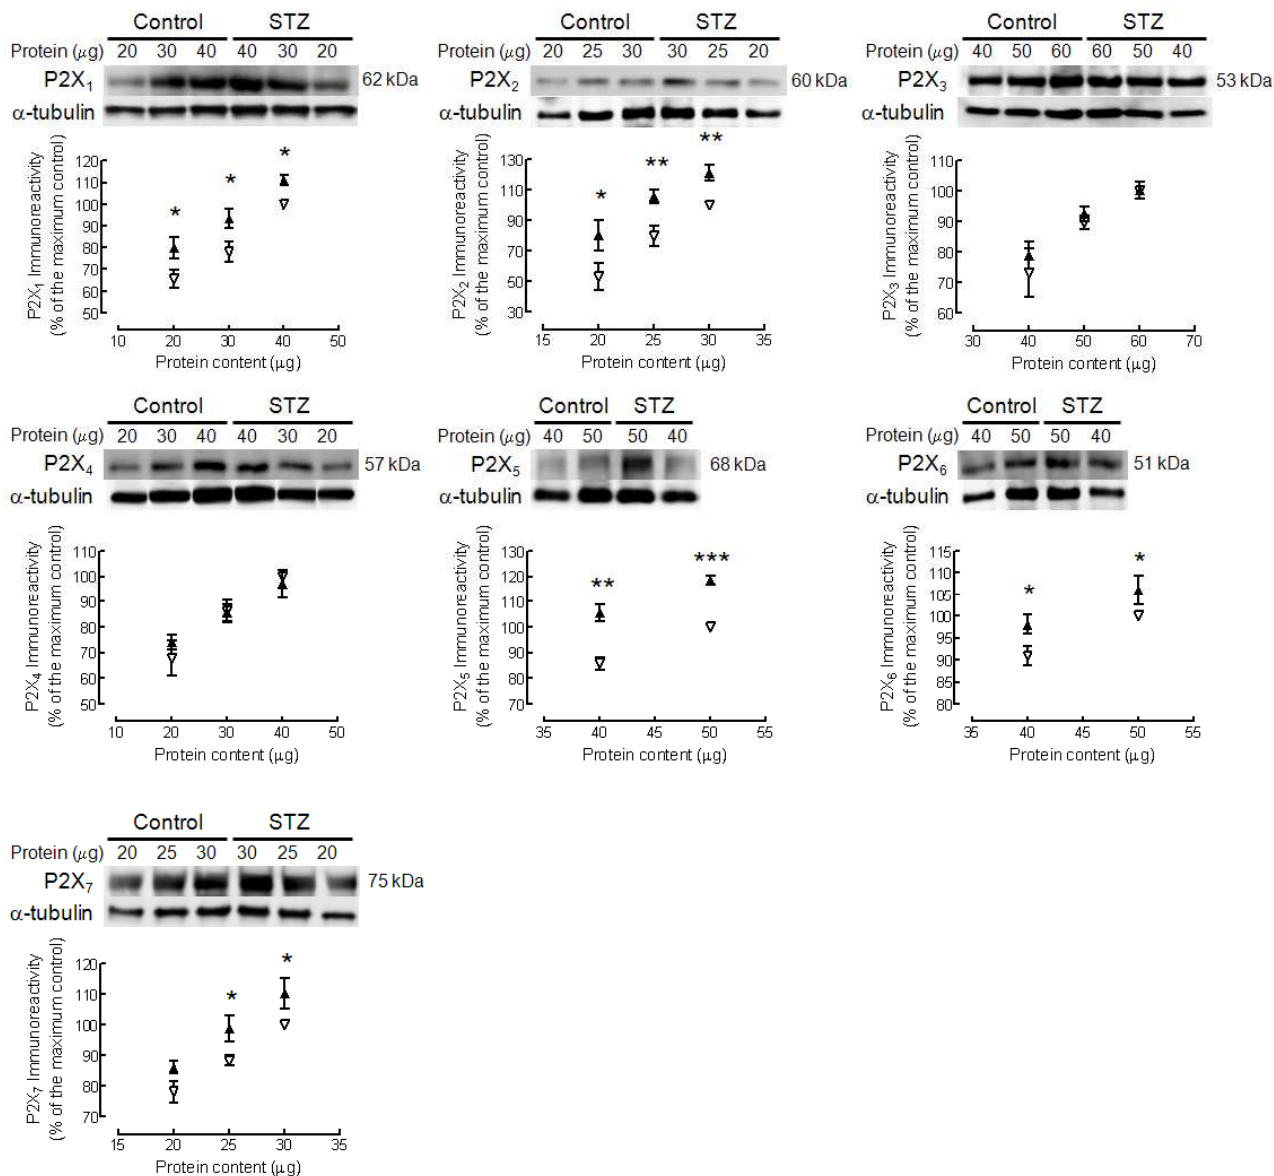 Control STZ
Protein (μg) 20 30 40 40 30 20
P2X1 62 kDa
α-tubulin
* * *
P2X1 Immunoreactivity
(% of the maximum control)
120
110
100
90
80
70
60
50
10 20 30 40 50
Protein content (μg)
Control STZ
Protein (μg) 20 25 30 30 25 20
P2X2 60 kDa
α-tubulin
* ** **
P2X2 Immunoreactivity
(% of the maximum control)
130
110
90
70
50
30
15 20 25 30 35
Protein content (μg)
Control STZ
Protein (μg) 40 50 60 60 50 40
P2X3 53 kDa
α-tubulin
P2X3 Immunoreactivity
(% of the maximum control)
110
100
90
80
70
60
30 40 50 60 70
Protein content (μg)
Control STZ
Protein (μg) 20 30 40 40 30 20
P2X4 57 kDa
α-tubulin
P2X4 Immunoreactivity
(% of the maximum control)
110
100
90
80
70
60
50
10 20 30 40 50
Protein content (μg)
Control STZ
Protein (μg) 40 50 50 40
P2X5 68 kDa
α-tubulin
** ***
P2X5 Immunoreactivity
(% of the maximum control)
130
120
110
100
90
80
70
35 40 45 50 55
Protein content (μg)
Control STZ
Protein (μg) 40 50 50 40
P2X6 51 kDa
α-tubulin
* *
P2X6 Immunoreactivity
(% of the maximum control)
115
110
105
100
95
90
85
80
35 40 45 50 55
Protein content (μg)
Control STZ
Protein (μg) 20 25 30 30 25 20
P2X7 75 kDa
α-tubulin
* *
P2X7 Immunoreactivity
(% of the maximum control)
120
110
100
90
80
70
15 20 25 30 35
Protein content (μg)